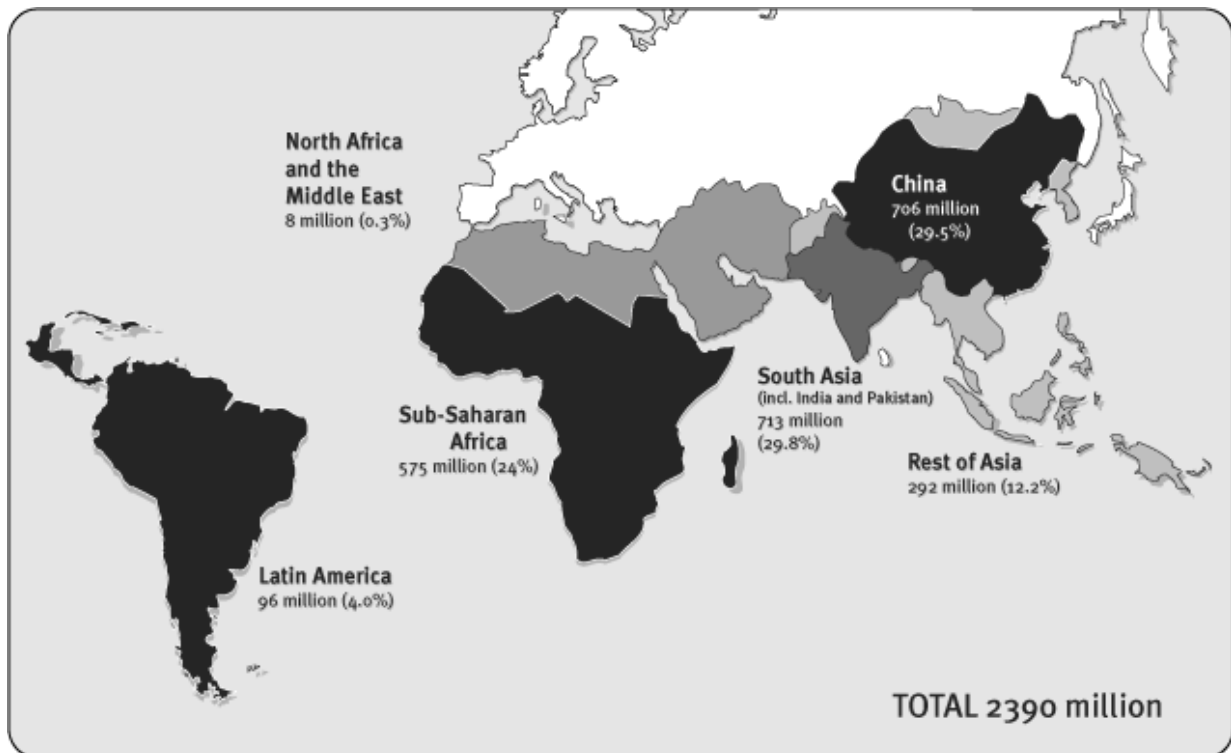 North Africa
and the
Middle East
8 million (0.3%)
China
706 million
(29.5%)
South Asia
(incl. India and Pakistan)
713 million
(29.8%)
Sub-Saharan
Africa
575 million (24%)
Rest of Asia
292 million (12.2%)
Latin America
96 million (4.0%)
TOTAL 2390 million